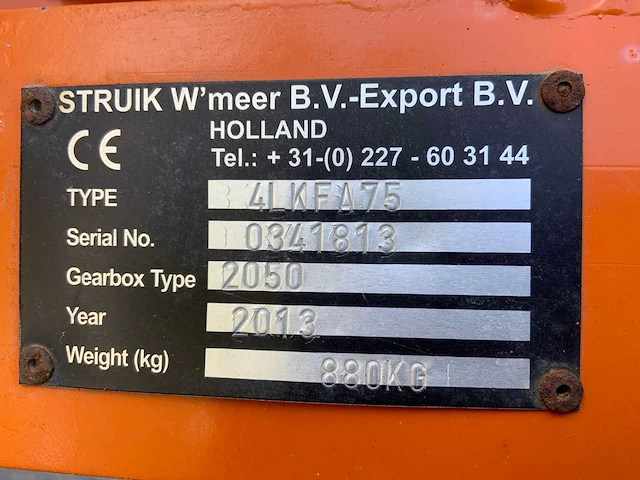 STRUIK W'meer B.V.-Export B.V.
CE HOLLAND
Tel.: + 31-(0) 227 - 60 31 44
TYPE 4LKFA75
Serial No. 0341813
Gearbox Type 2050
Year 2013
Weight (kg) 880KG